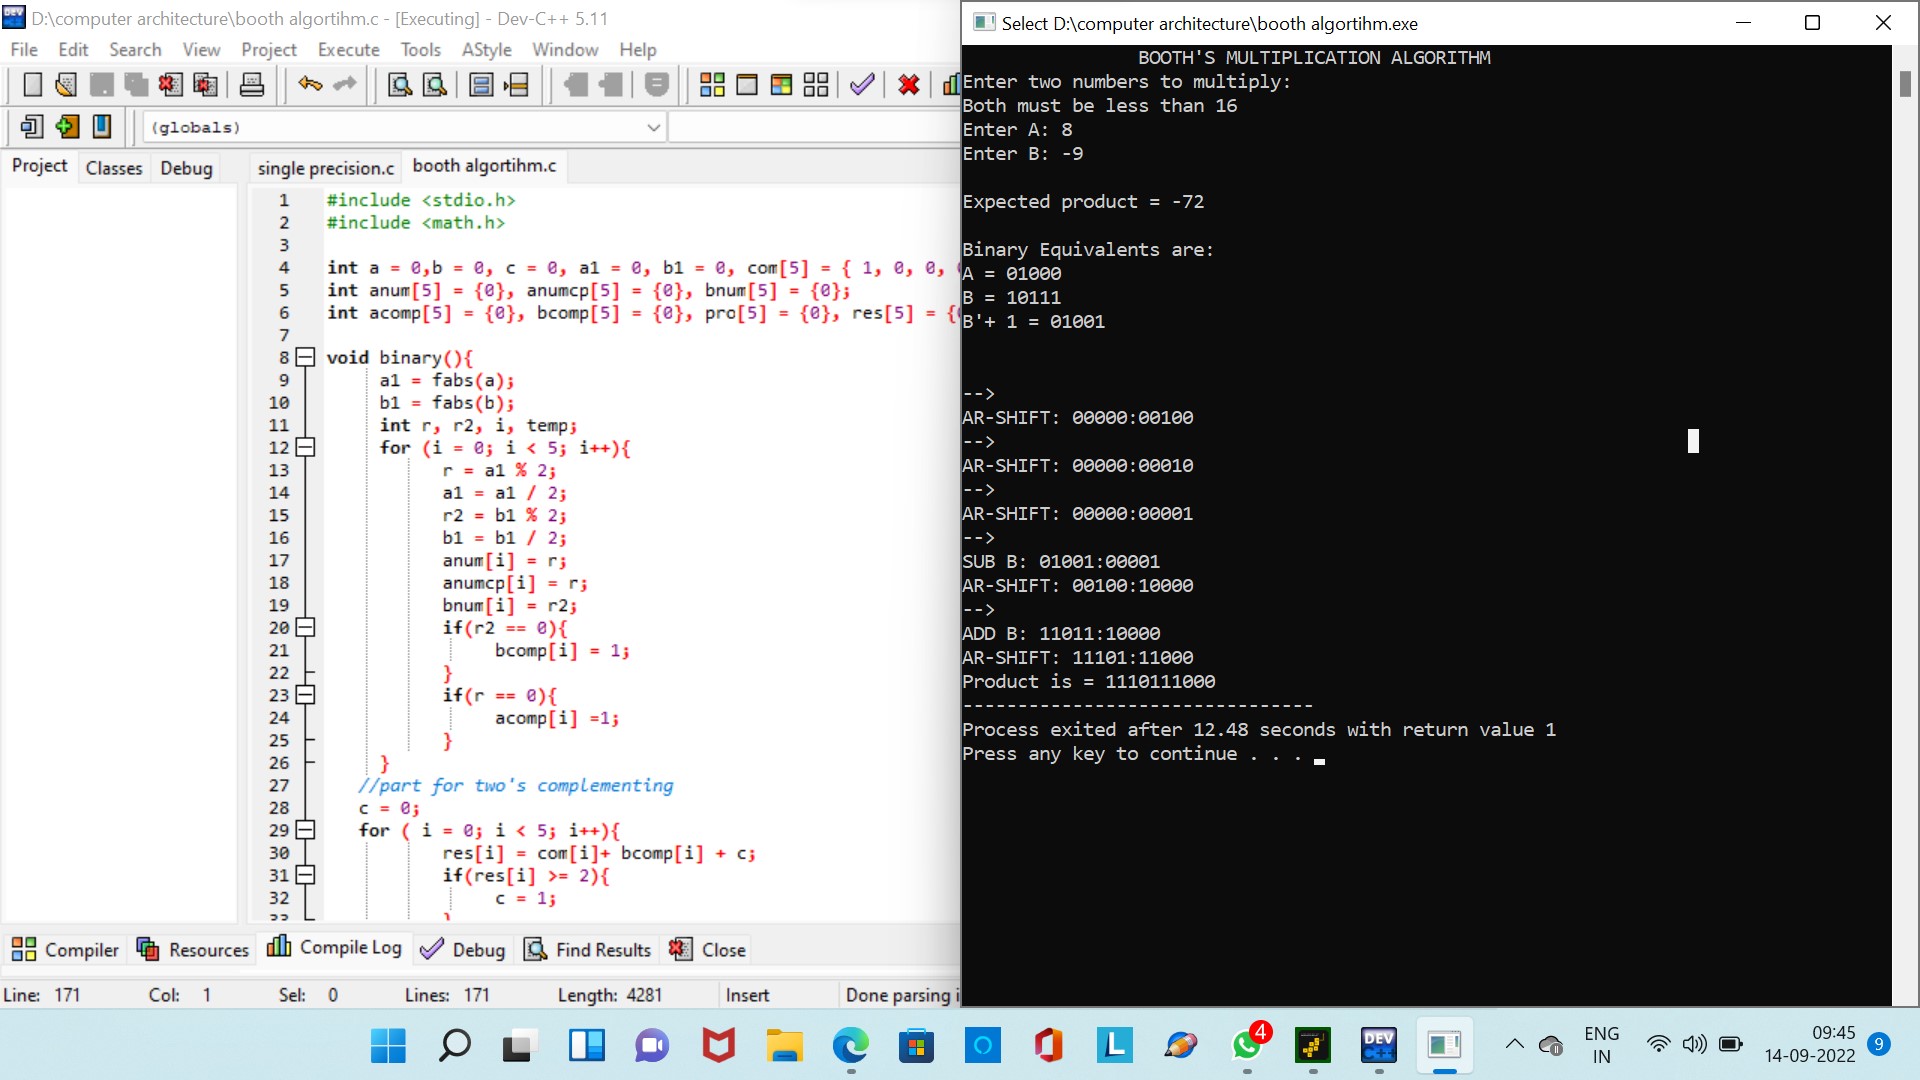 D:\computer architecture\booth algortihm.c - [Executing] - Dev-C++ 5.11
File Edit Search View Project Execute Tools AStyle Window Help
(globals)
Project Classes Debug
single precision.c booth algortihm.c
1 #include <stdio.h>
2 #include <math.h>
3
4 int a = 0,b = 0, c = 0, a1 = 0, b1 = 0, com[5] = { 1, 0, 0,
5 int anum[5] = {0}, anumcp[5] = {0}, bnum[5] = {0};
6 int acomp[5] = {0}, bcomp[5] = {0}, pro[5] = {0}, res[5] = {
7
8 void binary(){
9 a1 = fabs(a);
10 b1 = fabs(b);
11 int r, r2, i, temp;
12 for (i = 0; i < 5; i++){
13 r = a1 % 2;
14 a1 = a1 / 2;
15 r2 = b1 % 2;
16 b1 = b1 / 2;
17 anum[i] = r;
18 anumcp[i] = r;
19 bnum[i] = r2;
20 if(r2 == 0){
21 bcomp[i] = 1;
22 }
23 if(r == 0){
24 acomp[i] =1;
25 }
26 }
27 //part for two's complementing
28 c = 0;
29 for ( i = 0; i < 5; i++){
30 res[i] = com[i]+ bcomp[i] + c;
31 if(res[i] >= 2){
32 c = 1;
33 }
Compiler Resources Compile Log Debug Find Results Close
Line: 171 Col: 1 Sel: 0 Lines: 171 Length: 4281 Insert Done parsing i
Select D:\computer architecture\booth algortihm.exe
BOOTH'S MULTIPLICATION ALGORITHM
Enter two numbers to multiply:
Both must be less than 16
Enter A: 8
Enter B: -9
Expected product = -72
Binary Equivalents are:
A = 01000
B = 10111
B'+ 1 = 01001
-->
AR-SHIFT: 00000:00100
-->
AR-SHIFT: 00000:00010
-->
AR-SHIFT: 00000:00001
-->
SUB B: 01001:00001
AR-SHIFT: 00100:10000
-->
ADD B: 11011:10000
AR-SHIFT: 11101:11000
Product is = 1110111000
--------------------------------
Process exited after 12.48 seconds with return value 1
Press any key to continue . . .
DEV C++
L
4
ENG
IN
09:45
14-09-2022
9